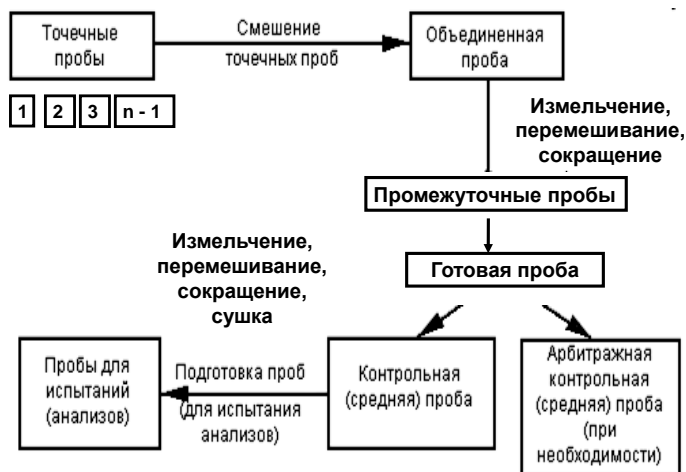 Точечные
пробы
Смешение
точечных проб
Объединенная
проба
1 2 3 n - 1
Измельчение,
перемешивание,
сокращение
Промежуточные пробы
Готовая проба
Измельчение,
перемешивание,
сокращение,
сушка
Пробы для
испытаний
(анализов)
Подготовка проб
(для испытания
анализов)
Контрольная
(средняя) проба
Арбитражная
контрольная
(средняя) проба
(при
необходимости)